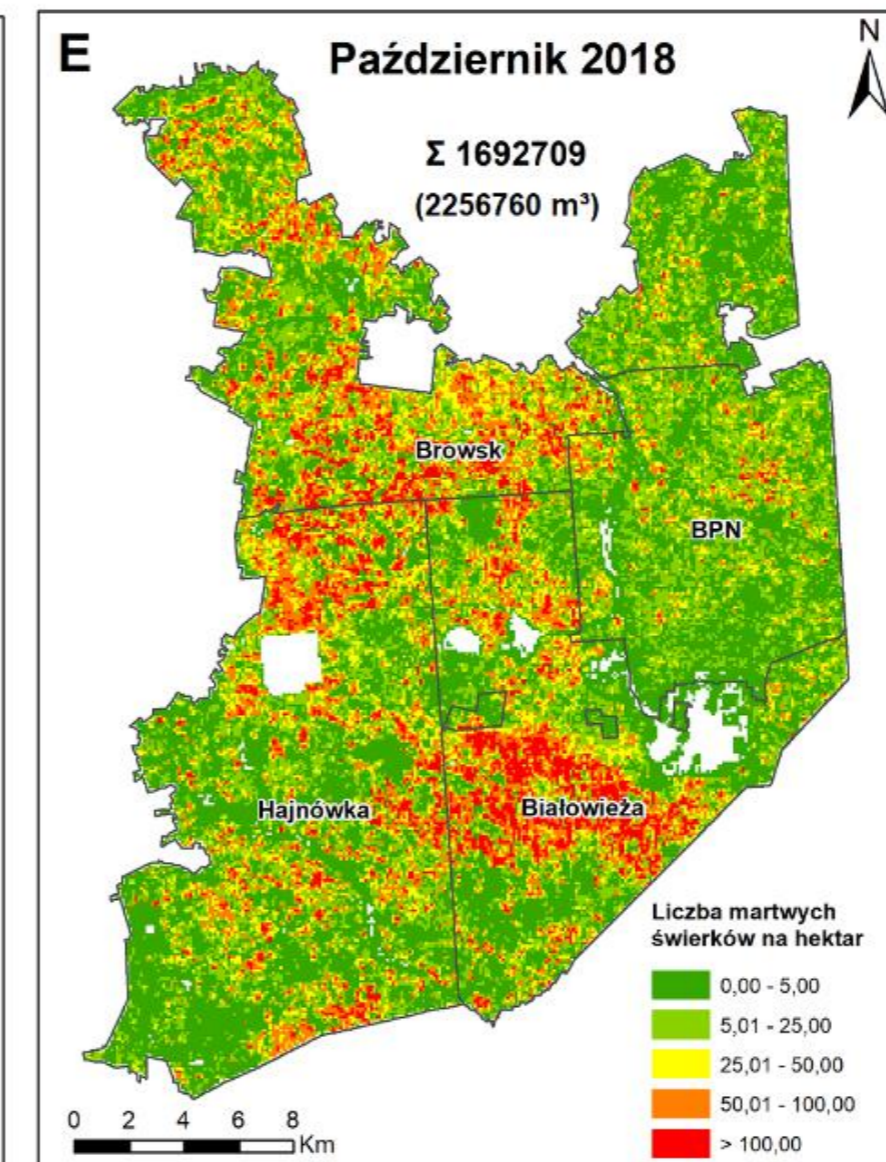 E
Październik 2018
N
Σ 1692709
(2256760 m³)
Browsk
BPN
Hajnówka
Białowieża
Liczba martwych
świerków na hektar
0,00 - 5,00
5,01 - 25,00
25,01 - 50,00
50,01 - 100,00
> 100,00
0 2 4 6 8
Km